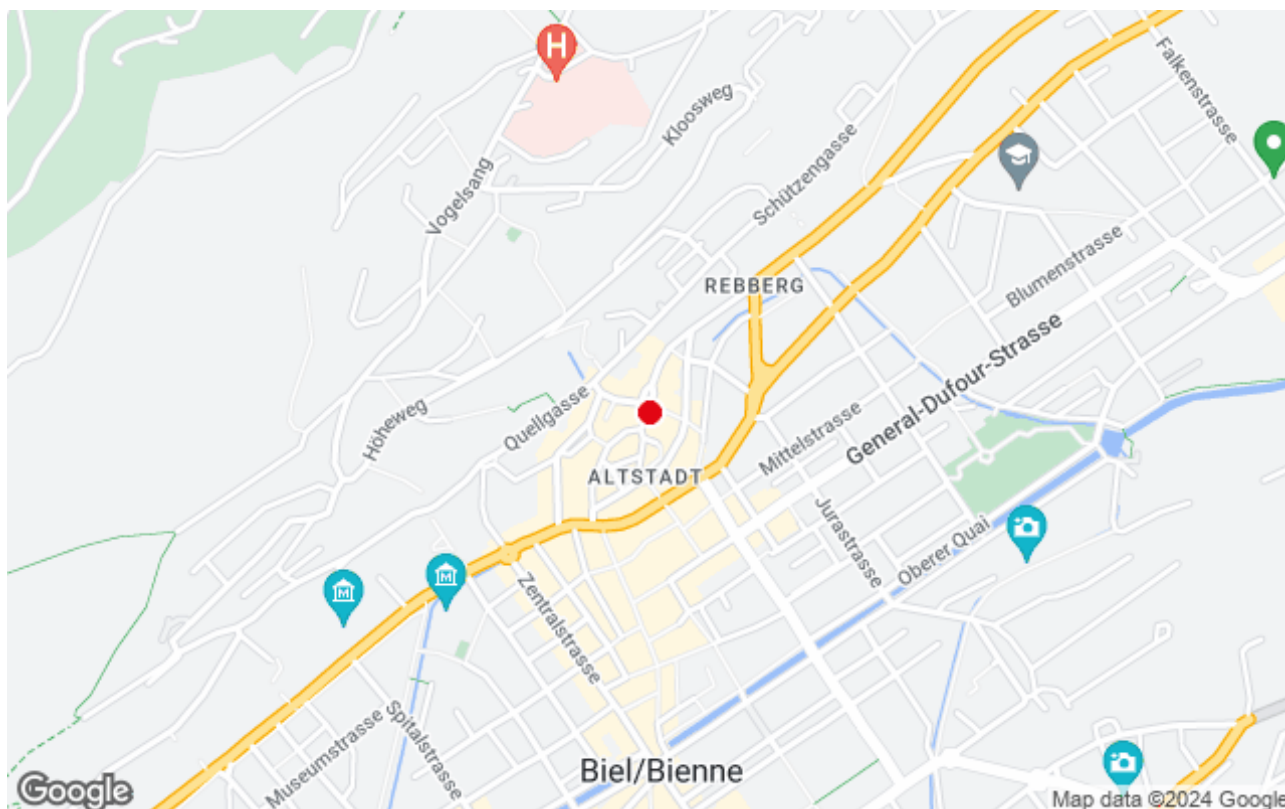 H
Falkenstrasse
Kloosweg
Schützengasse
Vogelsang
Blumenstrasse
REBBERG
General-Dufour-Strasse
Höheweg
Quellgasse
Mittelstrasse
ALTSTADT
Jurastrasse
Oberer Quai
M
M
Zentralstrasse
Museumstrasse
Spitalstrasse
Biel/Bienne
Google
Map data ©2024 Google